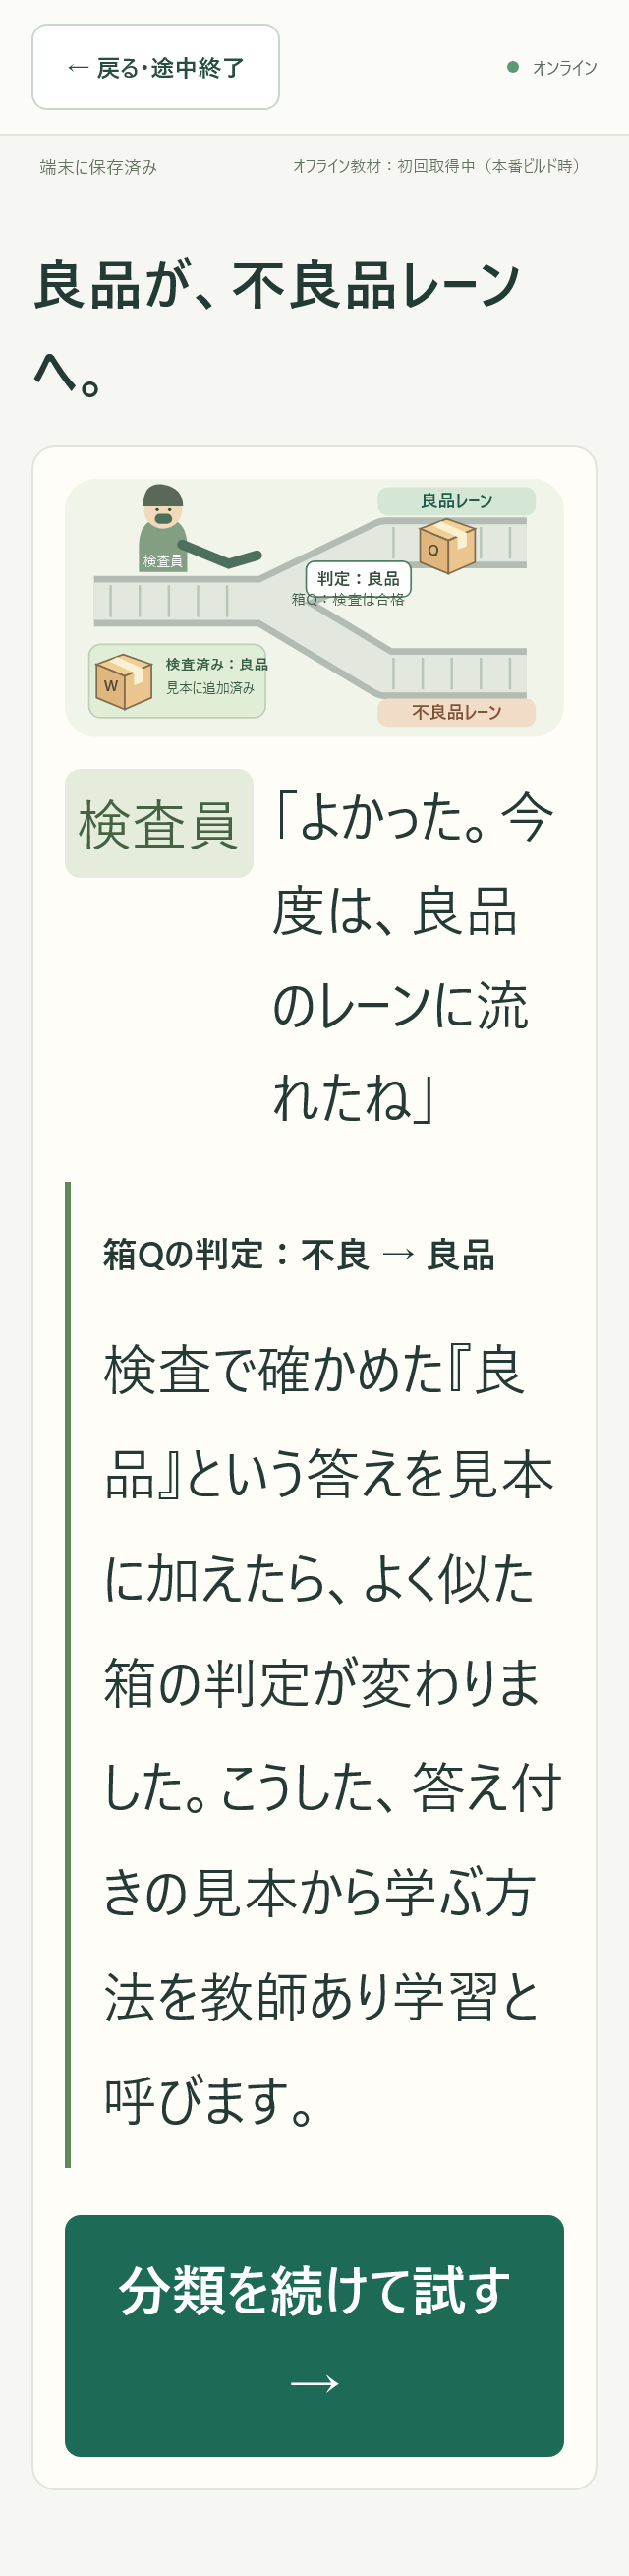 ← 戻る・途中終了
オンライン
端末に保存済み
オフライン教材：初回取得中（本番ビルド時）
良品が、不良品レーン
へ。
良品レーン
検査員
Q
判定：良品
箱Q：検査は合格
W
検査済み：良品
見本に追加済み
不良品レーン
検査員
「よかった。今
度は、良品
のレーンに流
れたね」
箱Qの判定：不良 → 良品
検査で確かめた『良
品』という答えを見本
に加えたら、よく似た
箱の判定が変わりま
した。こうした、答え付
きの見本から学ぶ方
法を教師あり学習と
呼びます。
分類を続けて試す
→